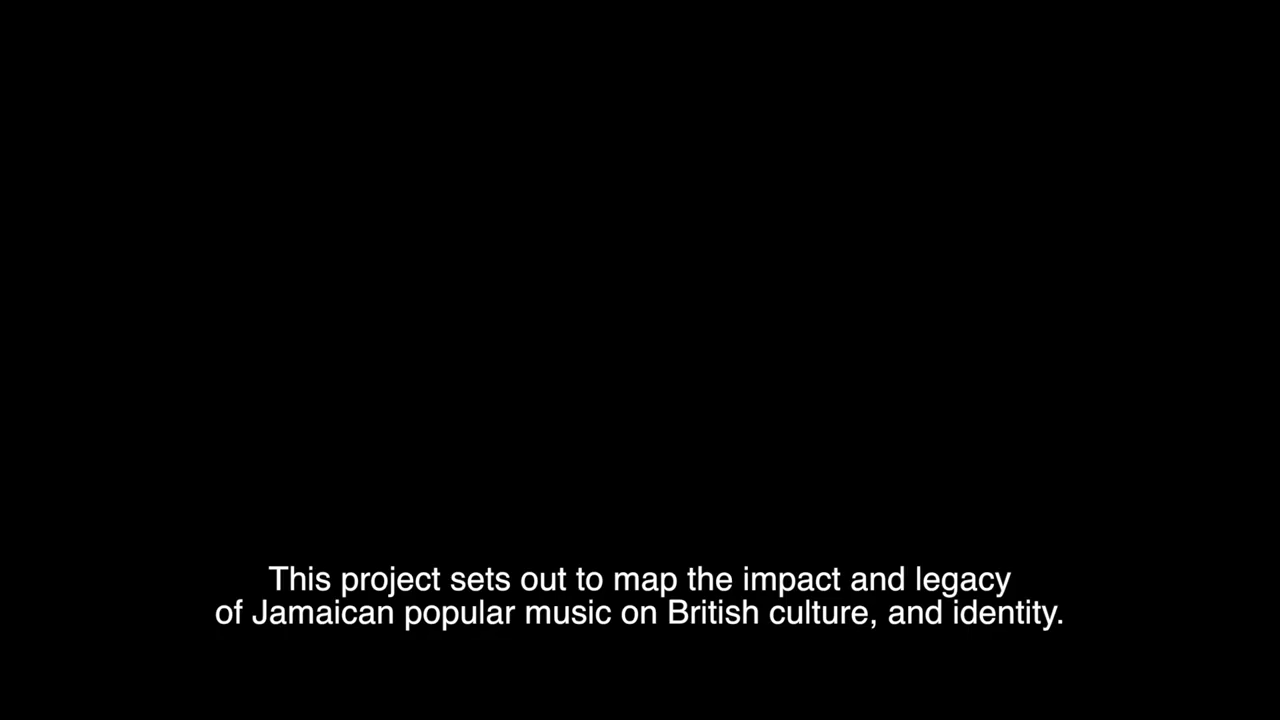 This project sets out to map the impact and legacy
of Jamaican popular music on British culture, and identity.